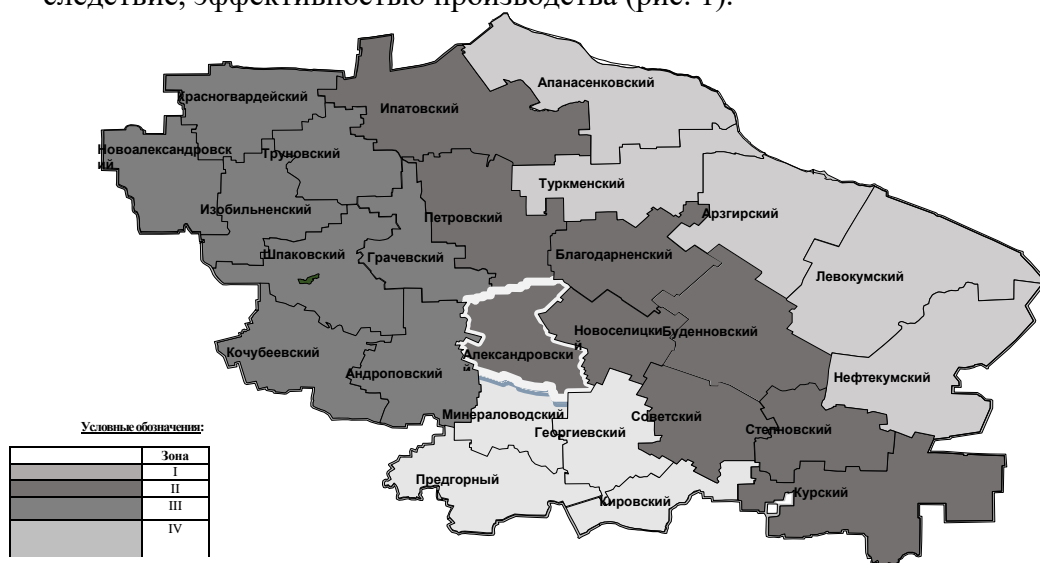 следствие, эффективностью производства (рис. 1).
Апанасенковский
Красногвардейский
Ипатовский
Новоалександровск
ий
Труновский
Туркменский
Изобильненский
Петровский
Арзгирский
Шпаковский
Грачевский
Благодарненский
Левокумский
Новоселицкий
Буденновский
Кочубеевский
Александровски
й
Андроповский
Нефтекумский
Минераловодский
Советский
Степновский
Георгиевский
Предгорный
Курский
Кировский
Условные обозначения:
Зона
I
II
III
IV